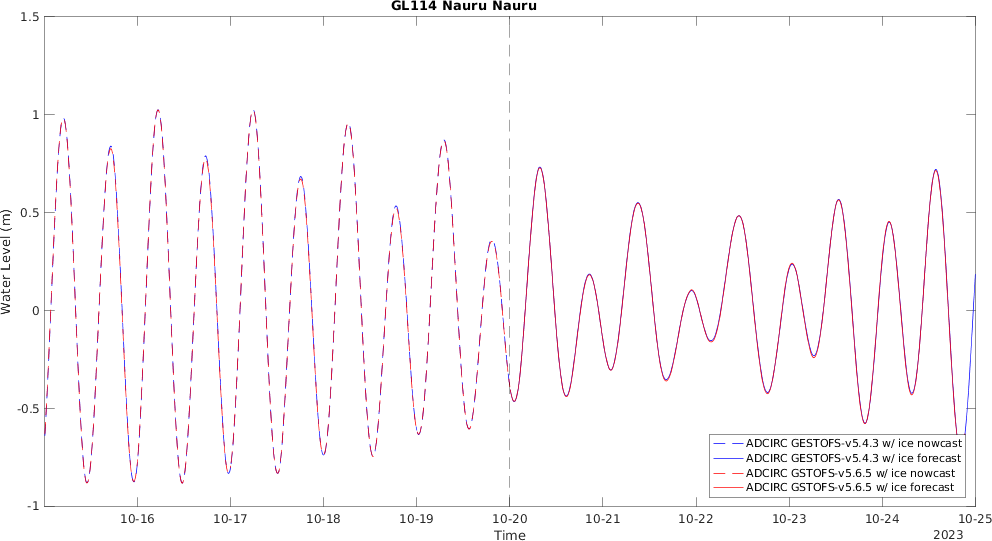 GL114 Nauru Nauru
1.5
1
0.5
0
-0.5
-1
Water Level (m)
ADCIRC GESTOFS-v5.4.3 w/ ice nowcast
ADCIRC GESTOFS-v5.4.3 w/ ice forecast
ADCIRC GSTOFS-v5.6.5 w/ ice nowcast
ADCIRC GSTOFS-v5.6.5 w/ ice forecast
10-16 10-17 10-18 10-19 10-20 10-21 10-22 10-23 10-24 10-25
Time
2023